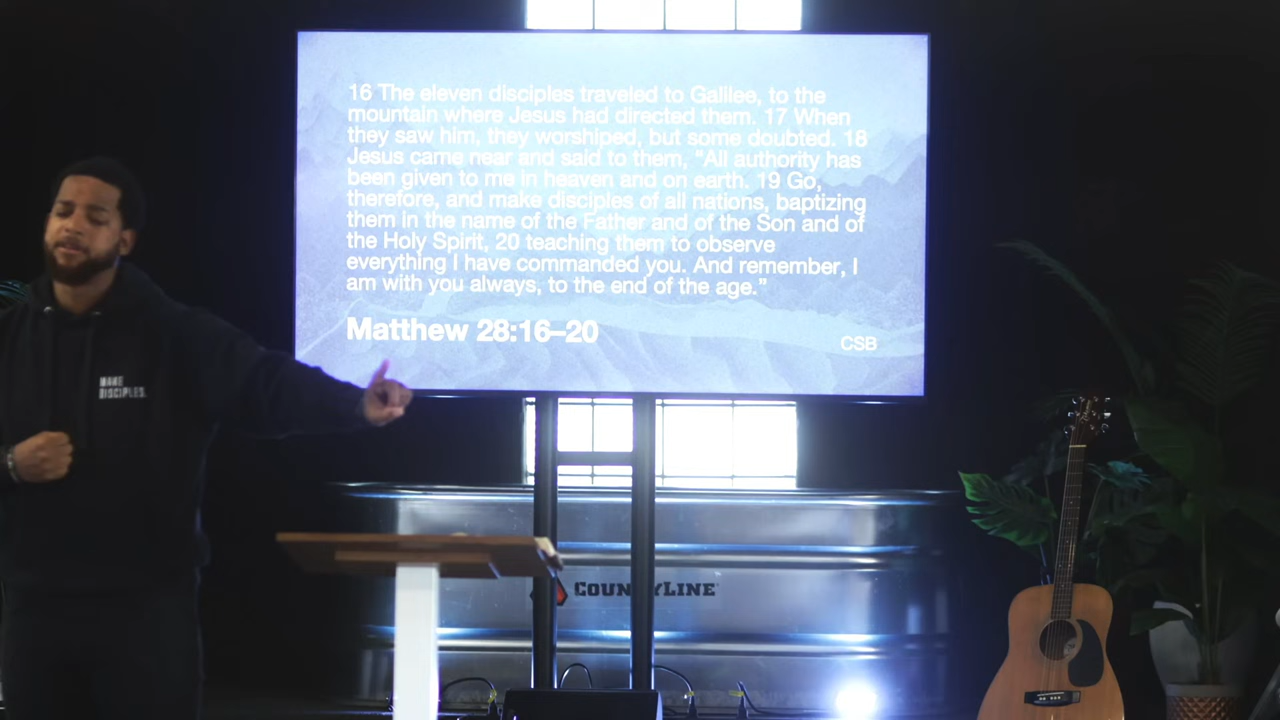 16 The eleven disciples traveled to Galilee, to the
mountain where Jesus had directed them. 17 When
they saw him, they worshiped, but some doubted. 18
Jesus came near and said to them, “All authority has
been given to me in heaven and on earth. 19 Go,
therefore, and make disciples of all nations, baptizing
them in the name of the Father and of the Son and of
the Holy Spirit, 20 teaching them to observe
everything I have commanded you. And remember, I
am with you always, to the end of the age.”
Matthew 28:16–20
CSB
MAKE
DISCIPLES.
COUNTYLINE